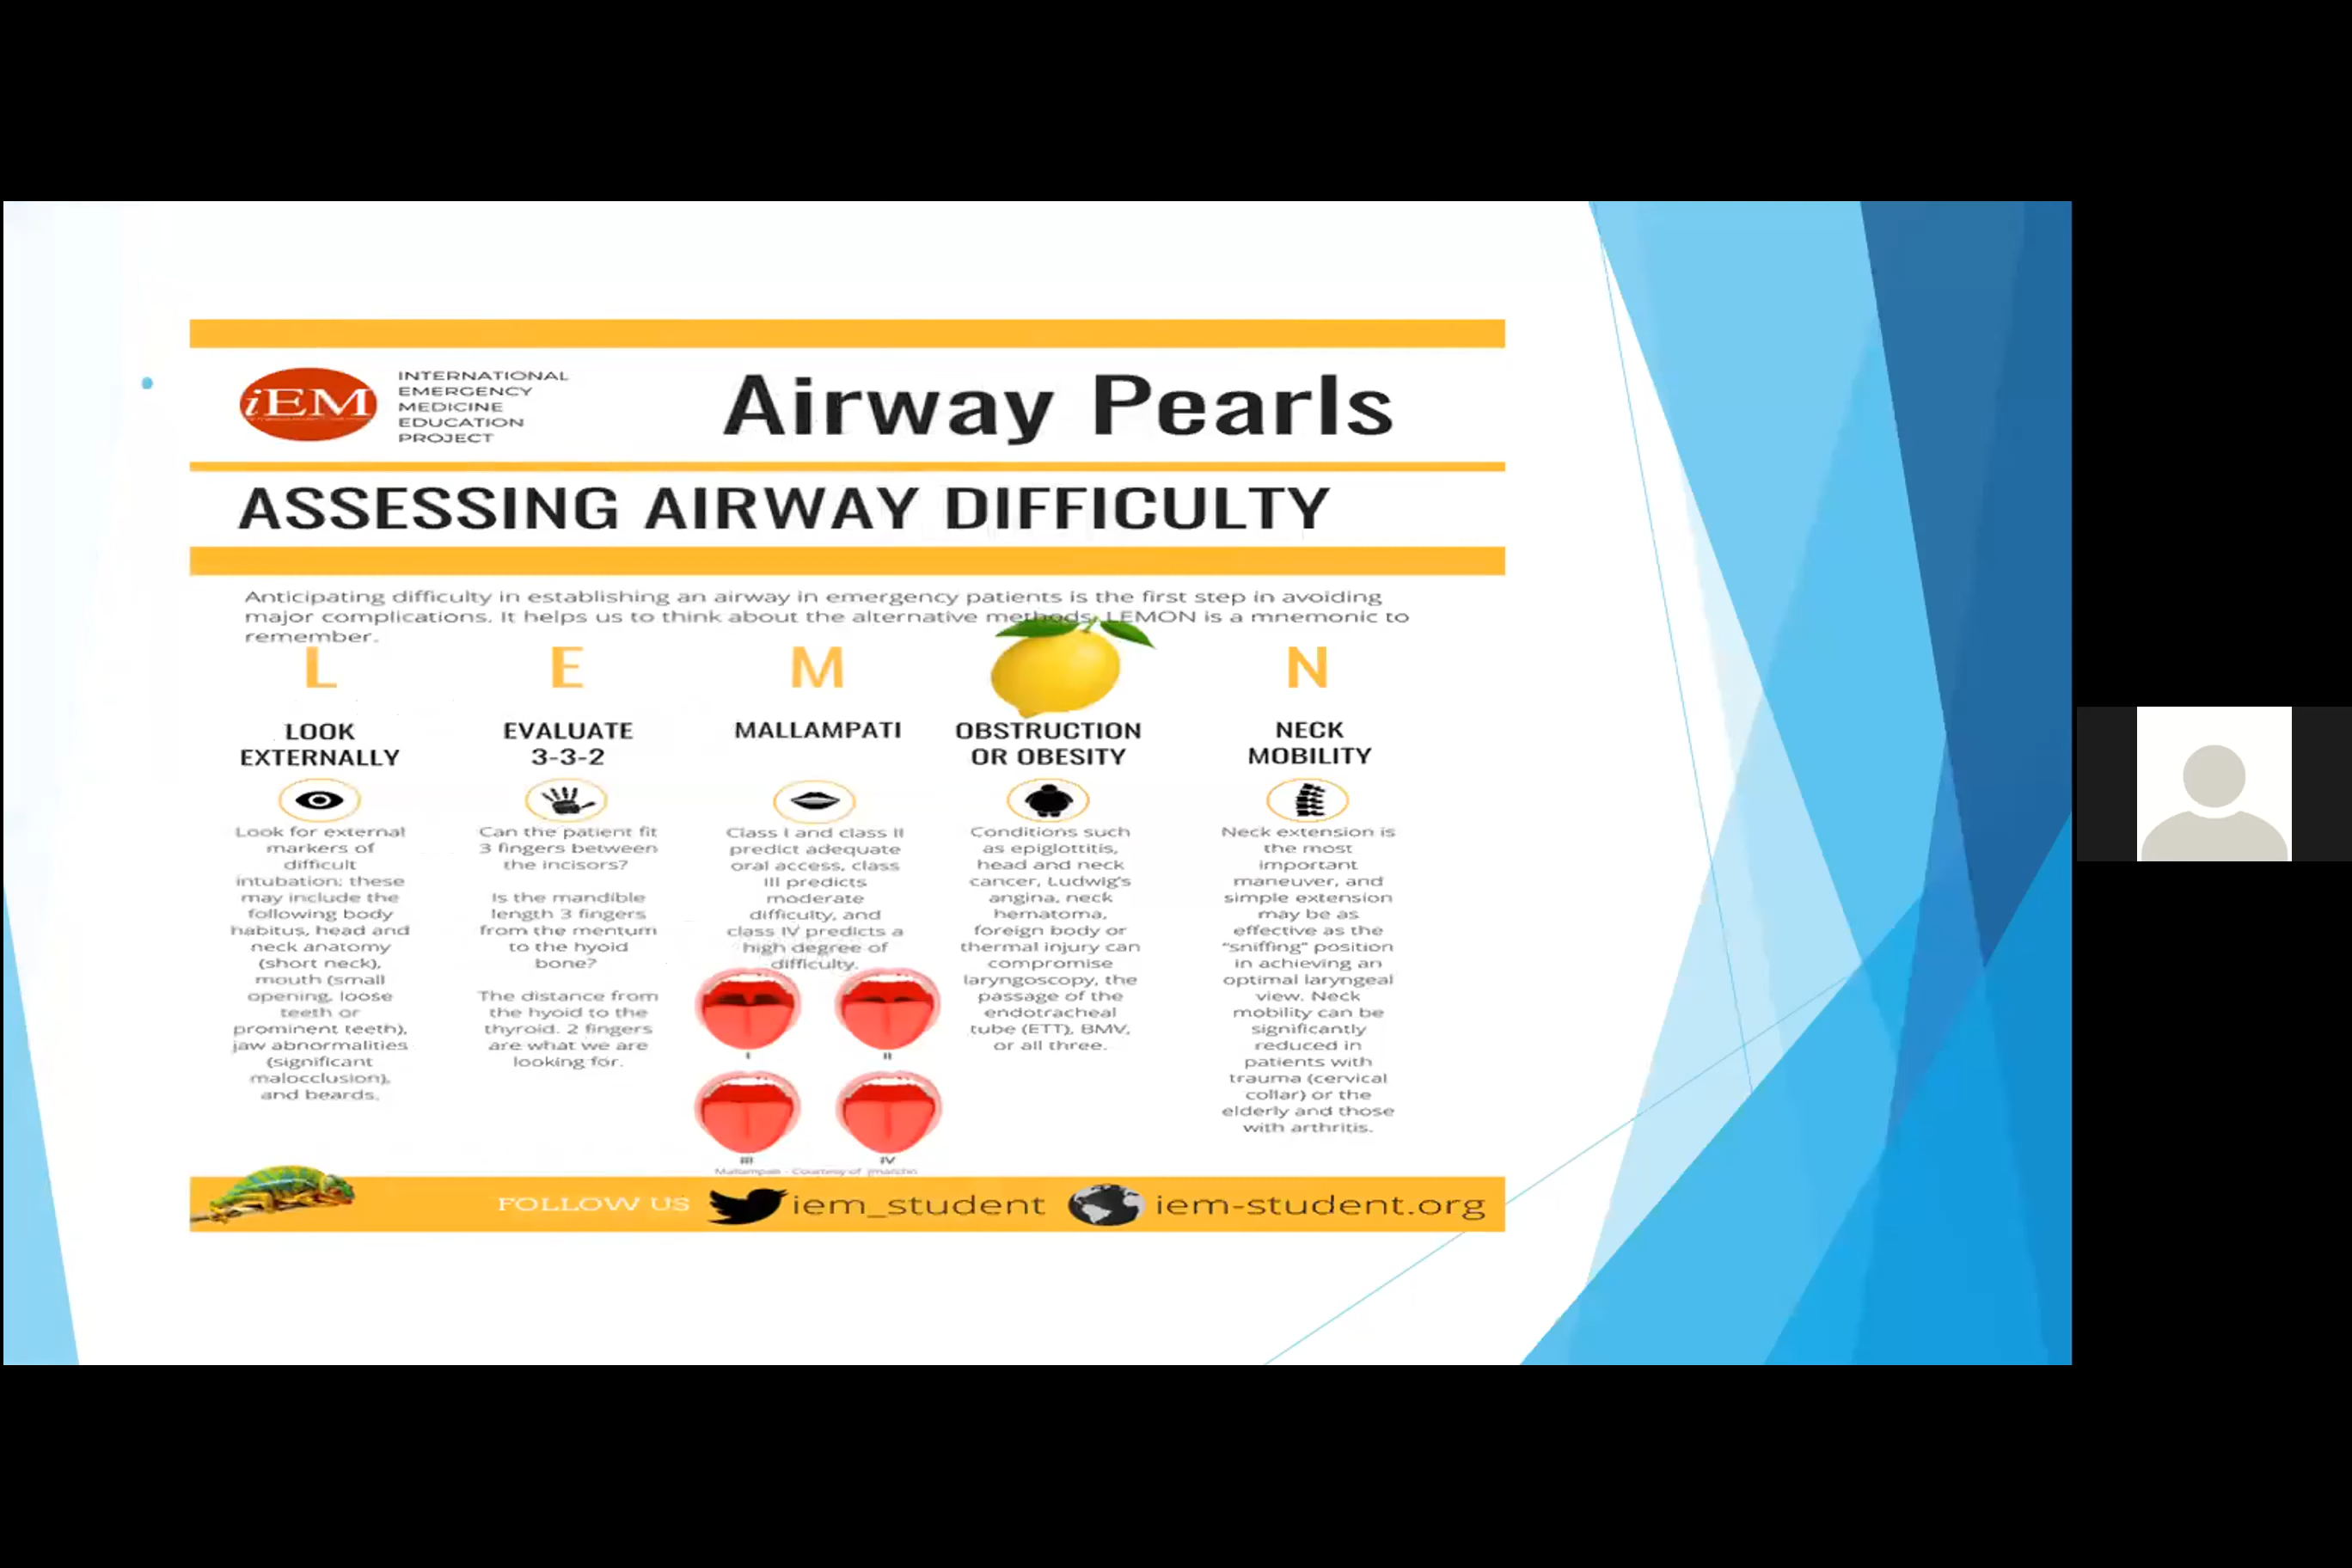 iEM
INTERNATIONAL
EMERGENCY
MEDICINE
EDUCATION
PROJECT
Airway Pearls
ASSESSING AIRWAY DIFFICULTY
Anticipating difficulty in establishing an airway in emergency patients is the first step in avoiding
major complications. It helps us to think about the alternative methods. LEMON is a mnemonic to
remember.
L
LOOK
EXTERNALLY
Look for external
markers of
difficult
intubation; these
may include the
following body
habitus, head and
neck anatomy
(short neck),
mouth (small
opening, loose
teeth or
prominent teeth),
jaw abnormalities
(significant
malocclusion),
and beards.
E
EVALUATE
3-3-2
Can the patient fit
3 fingers between
the incisors?
Is the mandible
length 3 fingers
from the mentum
to the hyoid
bone?
The distance from
the hyoid to the
thyroid. 2 fingers
are what we are
looking for.
M
MALLAMPATI
Class I and class II
predict adequate
oral access, class
III predicts
moderate
difficulty, and
class IV predicts a
high degree of
difficulty.
I
II
III
IV
Mallampati - Courtesy of
OBSTRUCTION
OR OBESITY
Conditions such
as epiglottitis,
head and neck
cancer, Ludwig's
angina, neck
hematoma,
foreign body or
thermal injury can
compromise
laryngoscopy, the
passage of the
endotracheal
tube (ETT), BMV,
or all three.
N
NECK
MOBILITY
Neck extension is
the most
important
maneuver, and
simple extension
may be as
effective as the
"sniffing" position
in achieving an
optimal laryngeal
view. Neck
mobility can be
significantly
reduced in
patients with
trauma (cervical
collar) or the
elderly and those
with arthritis.
FOLLOW US iem_student iem-student.org